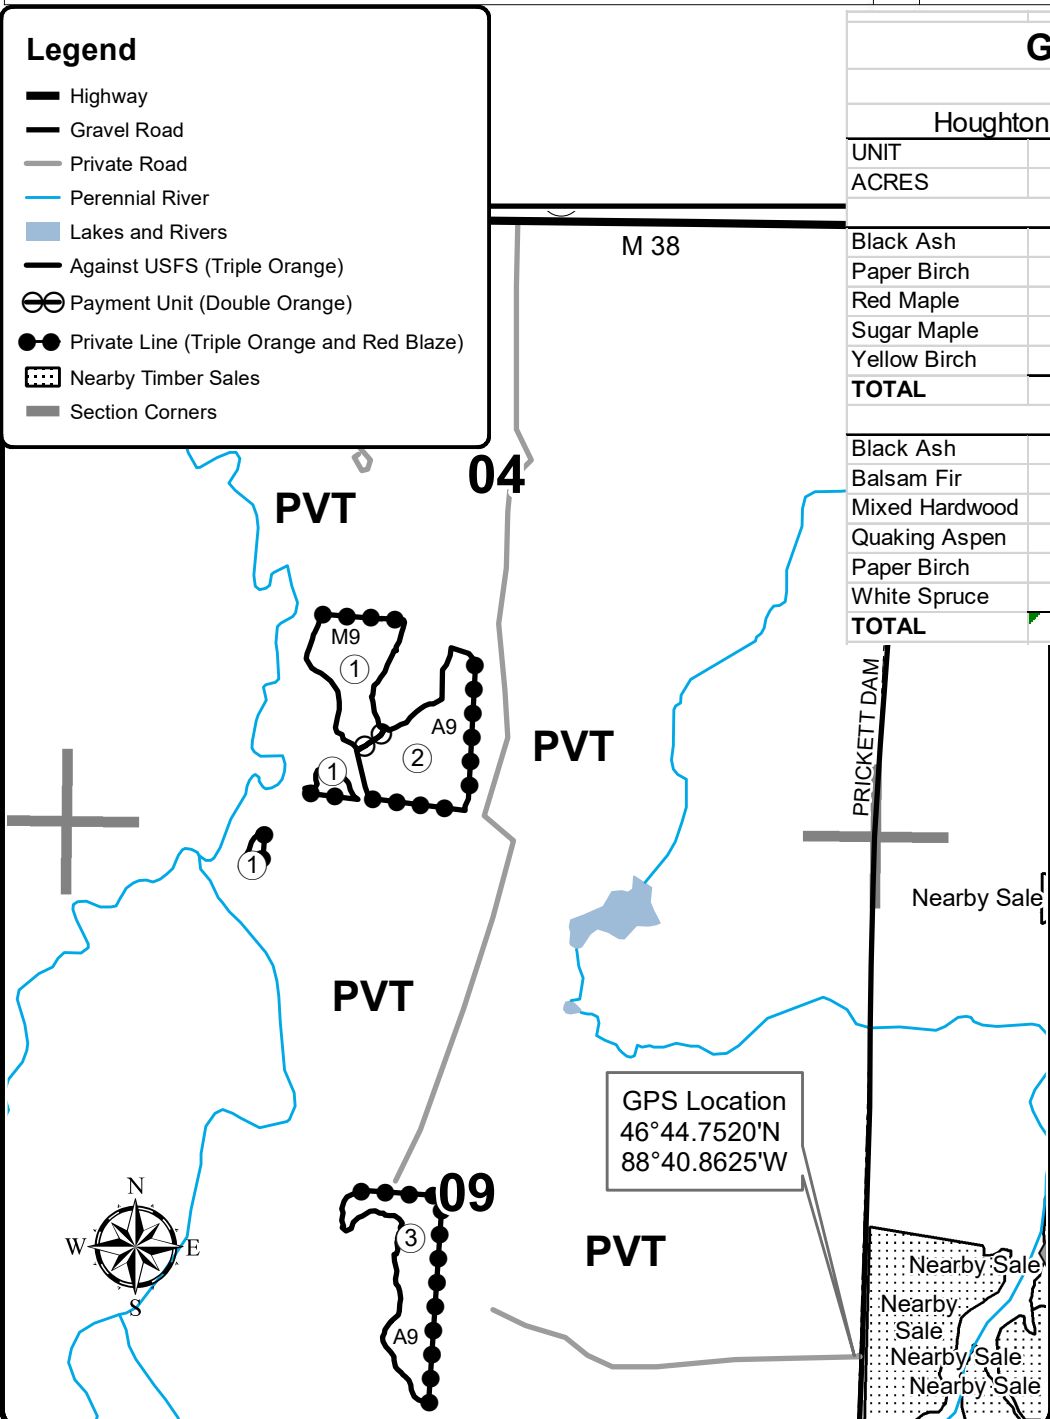 Legend
Highway
Gravel Road
Private Road
Perennial River
Lakes and Rivers
Against USFS (Triple Orange)
Payment Unit (Double Orange)
Private Line (Triple Orange and Red Blaze)
Nearby Timber Sales
Section Corners
G
Houghton
UNIT
ACRES
Black Ash
Paper Birch
Red Maple
Sugar Maple
Yellow Birch
TOTAL
Black Ash
Balsam Fir
Mixed Hardwood
Quaking Aspen
Paper Birch
White Spruce
TOTAL
M 38
04
PVT
M9
1
A9
2
1
1
PVT
PRICKETT DAM
Nearby Sale
PVT
GPS Location
46°44.7520'N
88°40.8625'W
N
W E
S
09
3
A9
PVT
Nearby Sale
Nearby
Sale
Nearby Sale
Nearby Sale